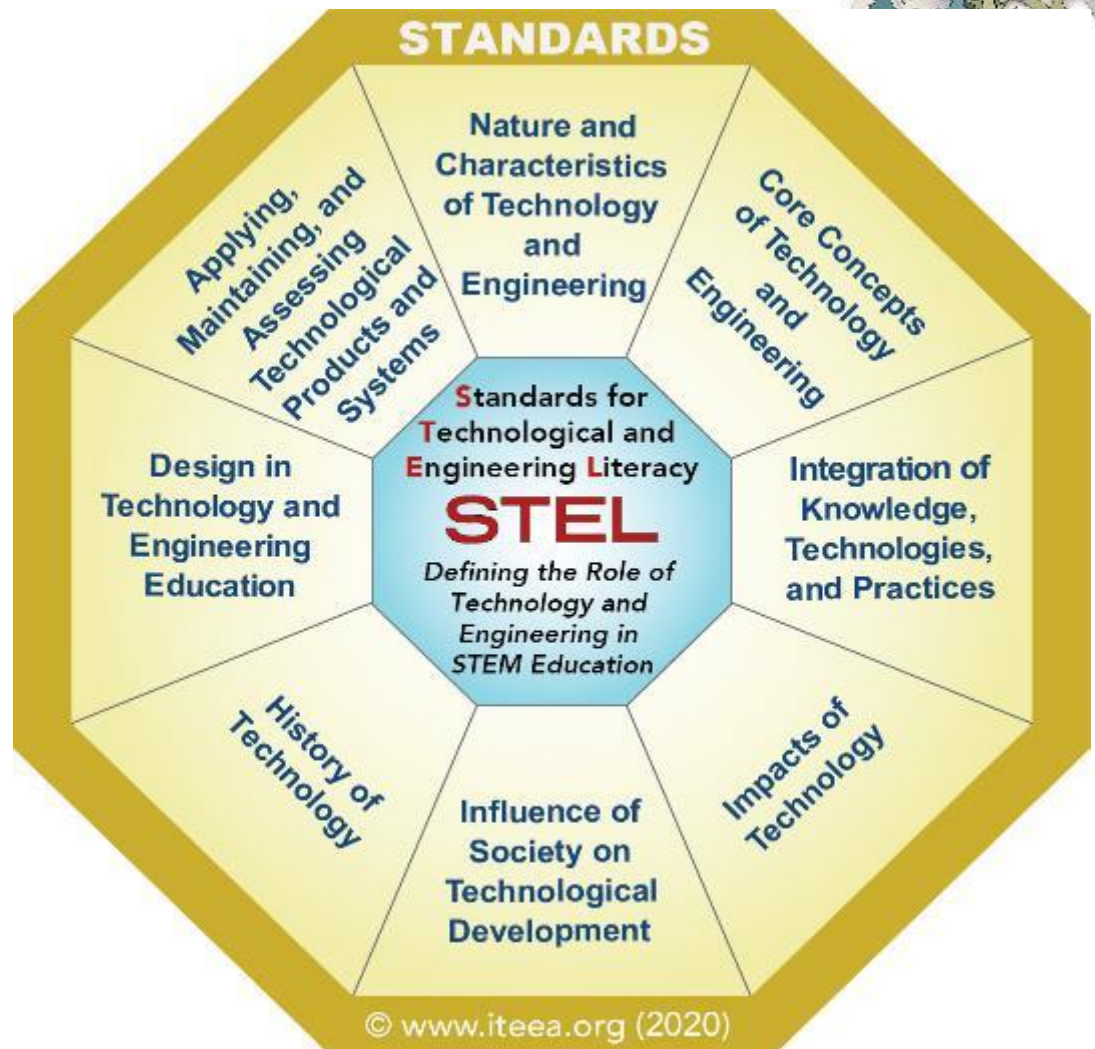 STANDARDS
Nature and
Characteristics
of Technology
and
Engineering
Core Concepts
of Technology
and
Engineering
Integration of
Knowledge,
Technologies,
and Practices
Impacts of
Technology
Influence of
Society on
Technological
Development
History of
Technology
Design in
Technology and
Engineering
Education
Applying,
Maintaining, and
Assessing
Technological
Products and
Systems
Standards for
Technological and
Engineering Literacy
STEL
Defining the Role of
Technology and
Engineering in
STEM Education
© www.iteea.org (2020)